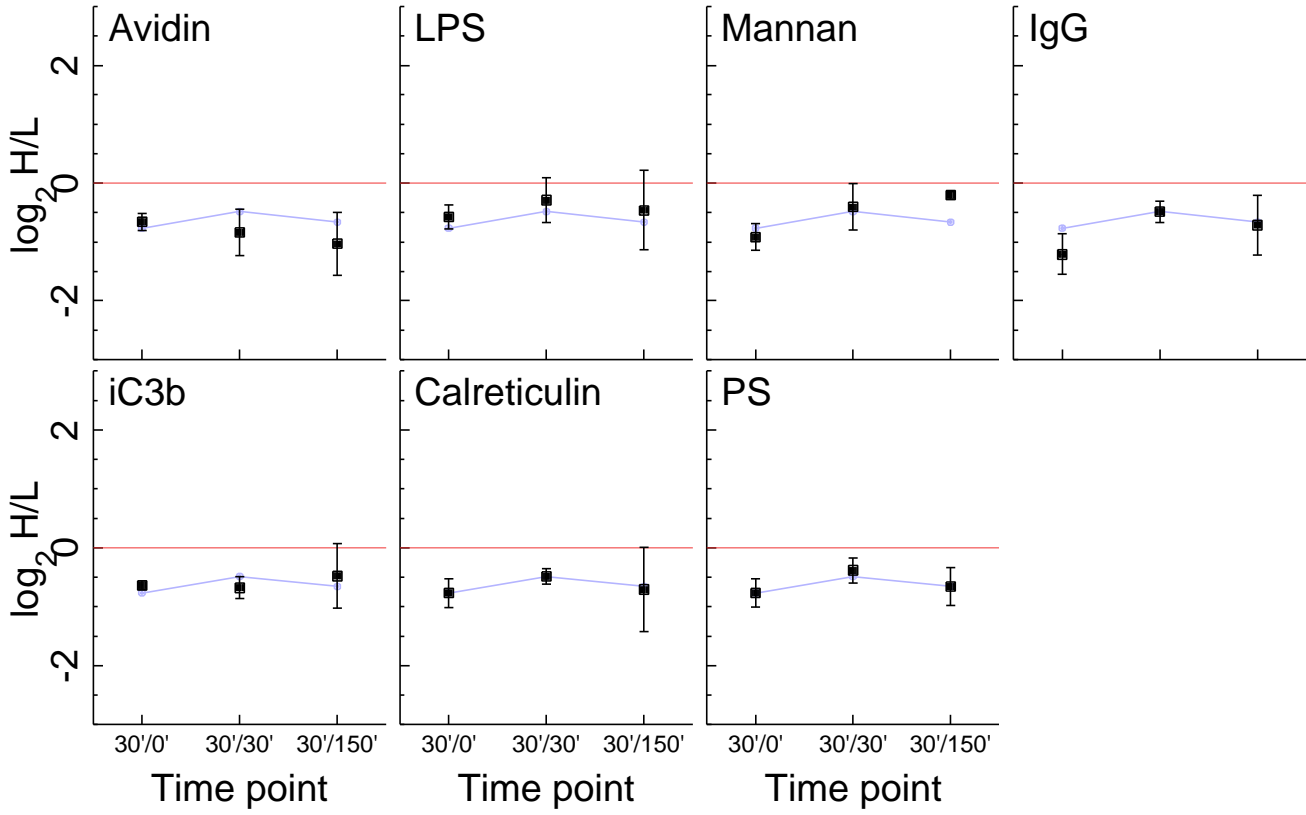 Avidin LPS Mannan IgG
log2 H/L
2
0
-2
iC3b Calreticulin PS
log2 H/L
2
0
-2
30'/0' 30'/30' 30'/150' 30'/0' 30'/30' 30'/150' 30'/0' 30'/30' 30'/150'
Time point Time point Time point